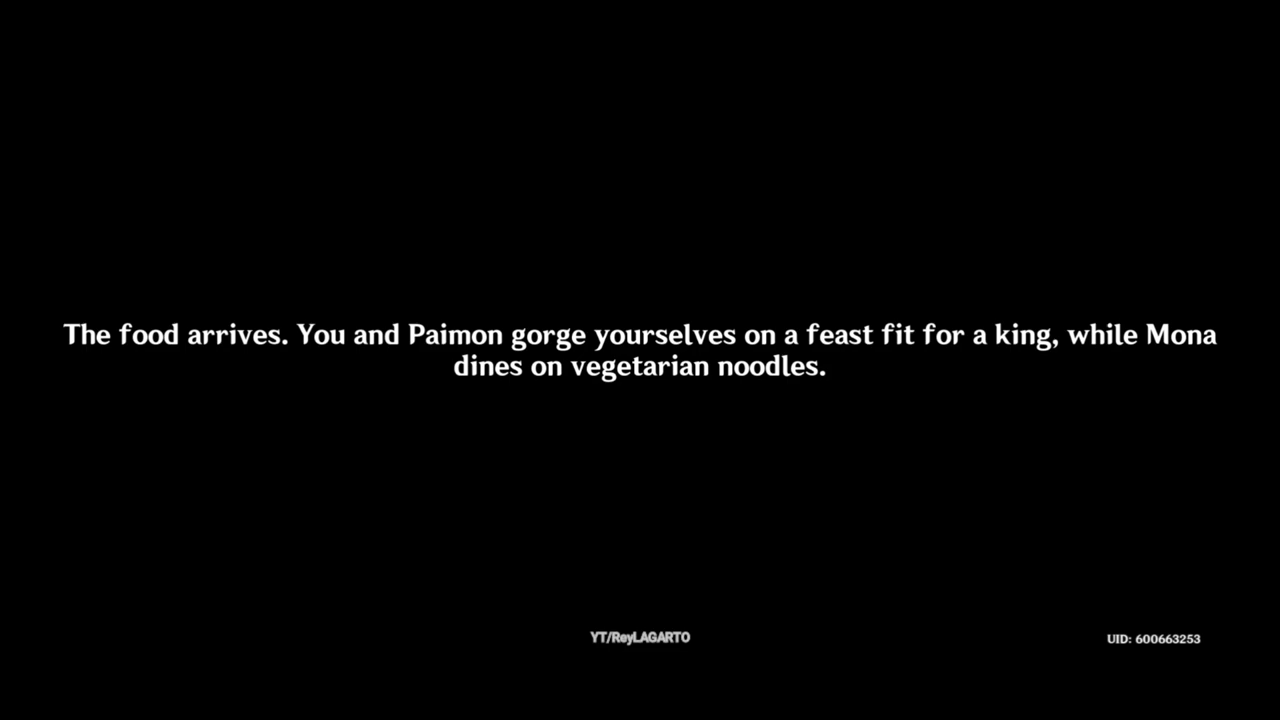 The food arrives. You and Paimon gorge yourselves on a feast fit for a king, while Mona
dines on vegetarian noodles.
YT/ReyLAGARTO
UID: 600663253